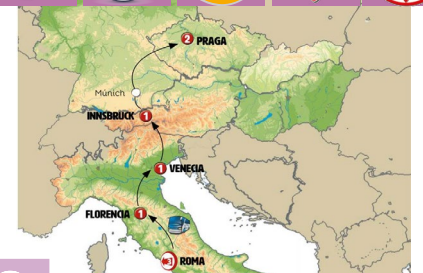 2 PRAGA
Múnich
INNSBRUCK 1
1 VENECIA
FLORENCIA 1
ROMA